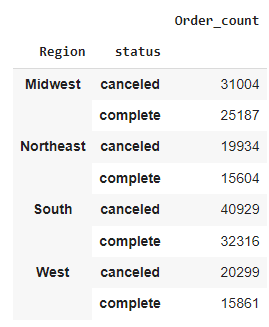 Order_count
Region status
Midwest canceled 31004
complete 25187
Northeast canceled 19934
complete 15604
South canceled 40929
complete 32316
West canceled 20299
complete 15861